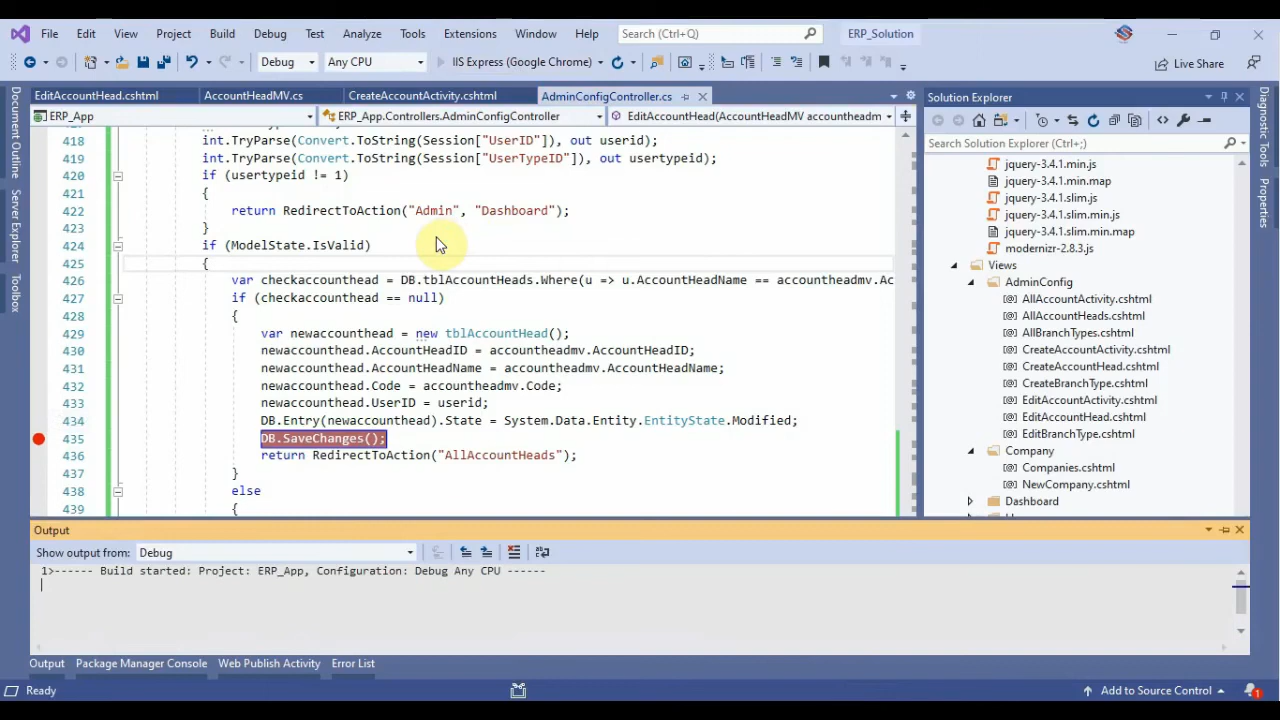 File Edit View Project Build Debug Test Analyze Tools Extensions Window Help Search (Ctrl+Q) ERP_Solution
Debug Any CPU IIS Express (Google Chrome) Live Share
EditAccountHead.cshtml AccountHeadMV.cs CreateAccountActivity.cshtml AdminConfigController.cs
ERP_App ERP_App.Controllers.AdminConfigController EditAccountHead(AccountHeadMV accountheadm
418 int.TryParse(Convert.ToString(Session["UserID"]), out userid);
419 int.TryParse(Convert.ToString(Session["UserTypeID"]), out usertypeid);
420 if (usertypeid != 1)
421 {
422 return RedirectToAction("Admin", "Dashboard");
423 }
424 if (ModelState.IsValid)
425 {
426 var checkaccounthead = DB.tblAccountHeads.Where(u => u.AccountHeadName == accountheadmv.Ac
427 if (checkaccounthead == null)
428 {
429 var newaccounthead = new tblAccountHead();
430 newaccounthead.AccountHeadID = accountheadmv.AccountHeadID;
431 newaccounthead.AccountHeadName = accountheadmv.AccountHeadName;
432 newaccounthead.Code = accountheadmv.Code;
433 newaccounthead.UserID = userid;
434 DB.Entry(newaccounthead).State = System.Data.Entity.EntityState.Modified;
435 DB.SaveChanges();
436 return RedirectToAction("AllAccountHeads");
437 }
438 else
439 {
Document Outline
Server Explorer
Toolbox
Solution Explorer
Search Solution Explorer (Ctrl+;)
jquery-3.4.1.min.js
jquery-3.4.1.min.map
jquery-3.4.1.slim.js
jquery-3.4.1.slim.min.js
jquery-3.4.1.slim.min.map
modernizr-2.8.3.js
Views
AdminConfig
AllAccountActivity.cshtml
AllAccountHeads.cshtml
AllBranchTypes.cshtml
CreateAccountActivity.cshtml
CreateAccountHead.cshtml
CreateBranchType.cshtml
EditAccountActivity.cshtml
EditAccountHead.cshtml
EditBranchType.cshtml
Company
Companies.cshtml
NewCompany.cshtml
Dashboard
Diagnostic Tools
Properties
Output
Show output from: Debug
1>------ Build started: Project: ERP_App, Configuration: Debug Any CPU ------
Output Package Manager Console Web Publish Activity Error List
Ready Add to Source Control 1